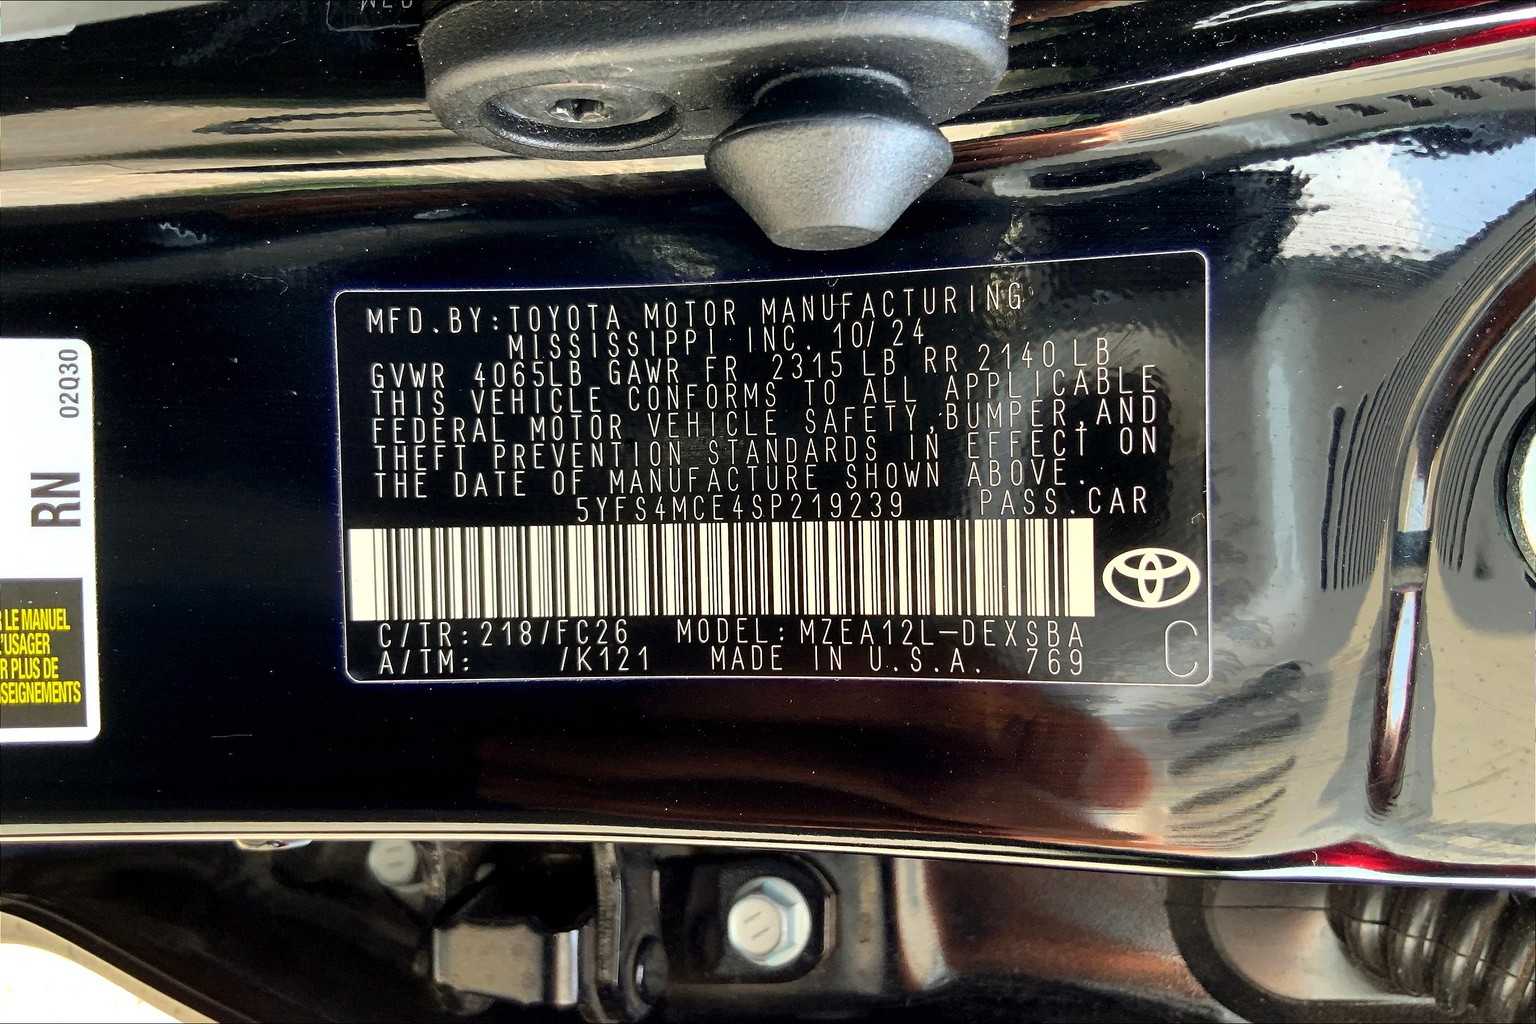 MFD.BY:TOYOTA MOTOR MANUFACTURING
MISSISSIPPI INC. 10/24
GVWR 4065LB GAWR FR 2315 LB RR 2140 LB
THIS VEHICLE CONFORMS TO ALL APPLICABLE
FEDERAL MOTOR VEHICLE SAFETY,BUMPER,AND
THEFT PREVENTION STANDARDS IN EFFECT ON
THE DATE OF MANUFACTURE SHOWN ABOVE.
5YFS4MCE4SP219239 PASS.CAR
C/TR:218/FC26 MODEL:MZEA12L-DEXSBA
A/TM: /K121 MADE IN U.S.A. 769
C
02Q30
RN
LE MANUEL
L'USAGER
PLUS DE